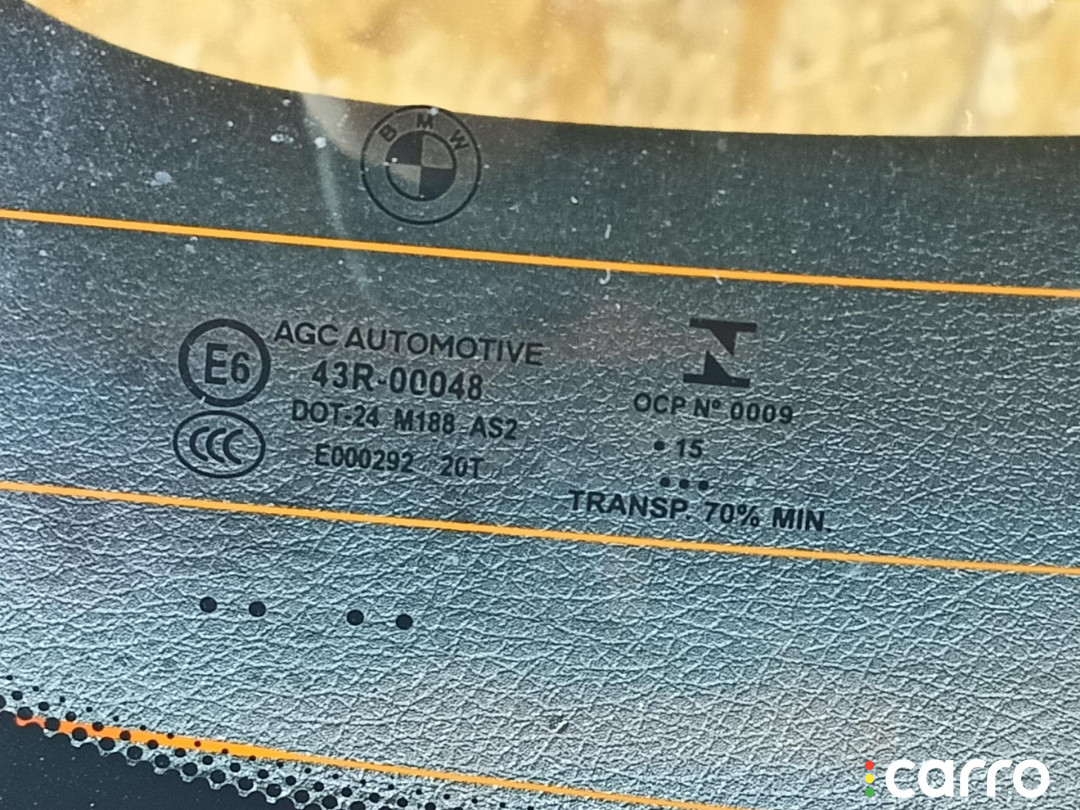 BMW
E6
AGC AUTOMOTIVE
43R-00048
DOT-24 M188 AS2
CCC
E000292 20T
OCP Nº 0009
• 15
•••
TRANSP. 70% MIN.
carro